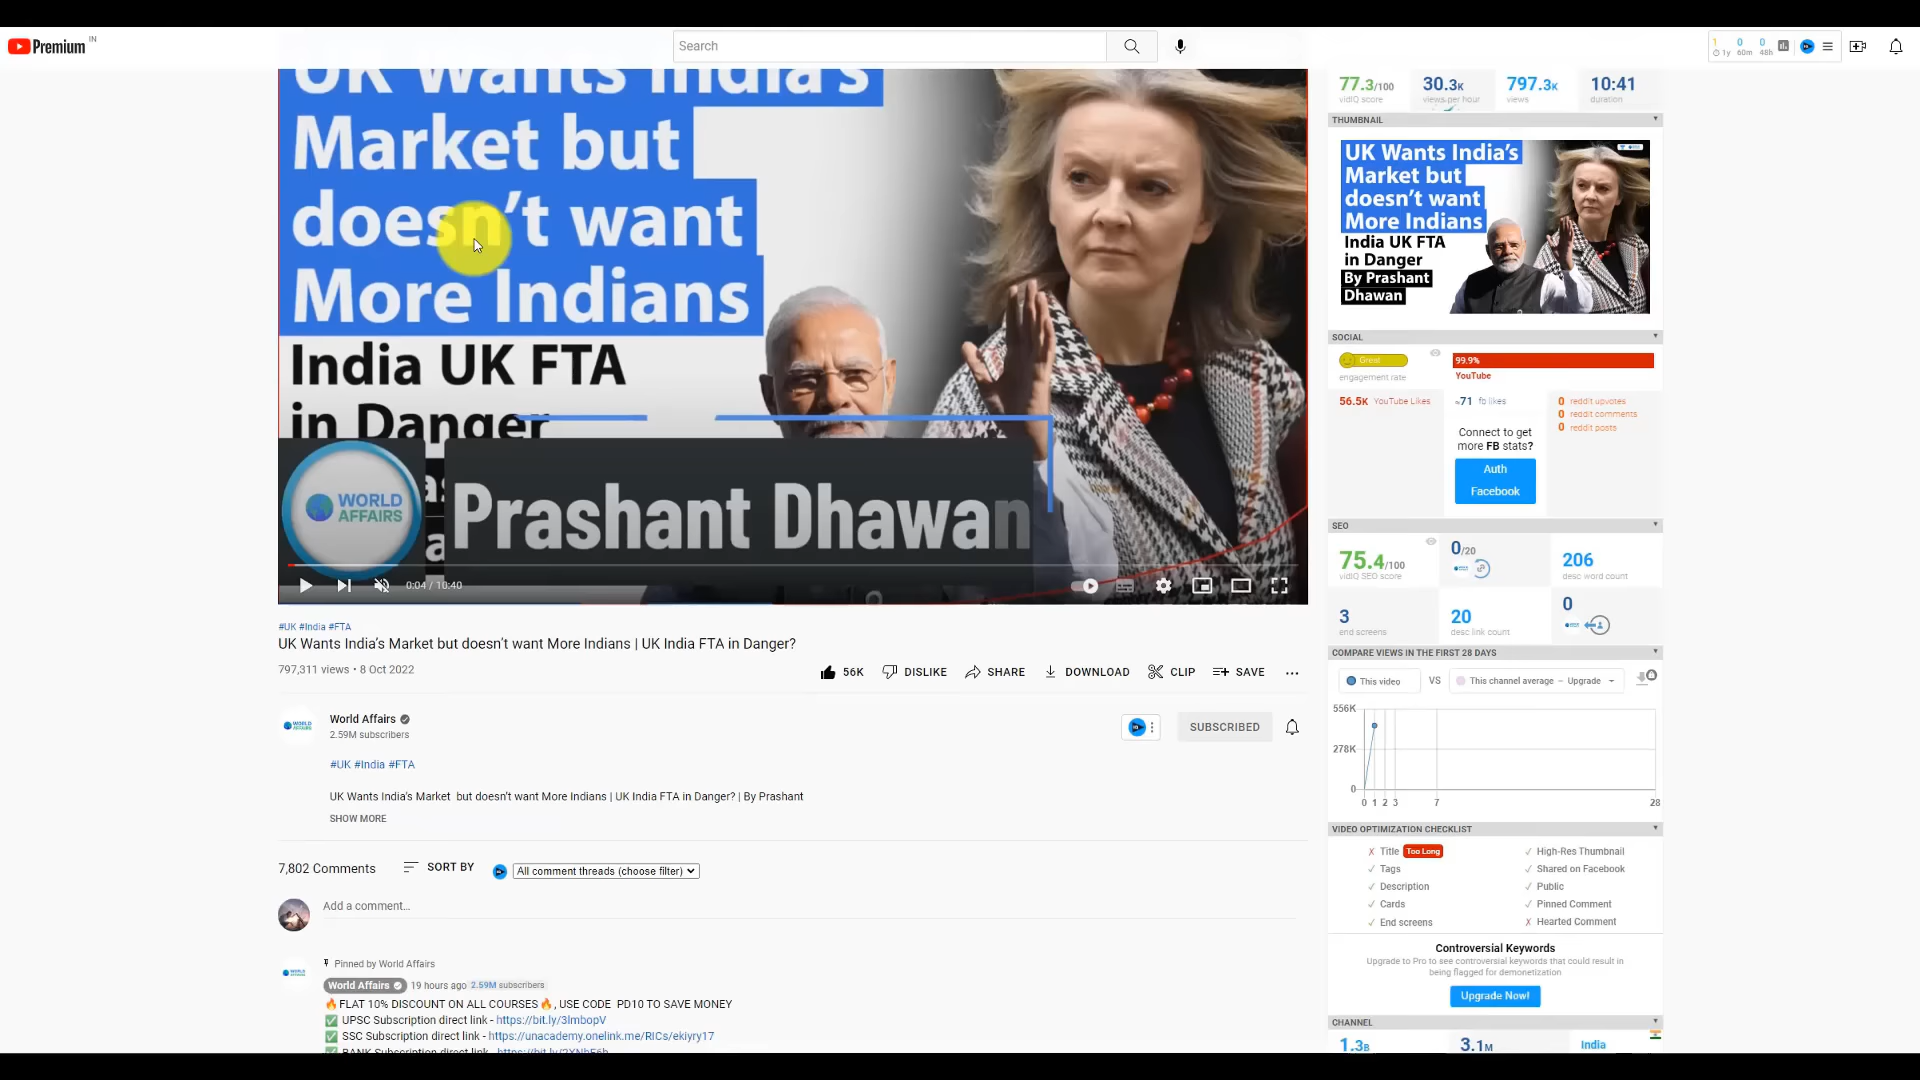 Premium IN
Search
1 0 0
1y 60m 48h
UK Wants India's
Market but
doesn't want
More Indians
India UK FTA
in Danger
WORLD
AFFAIRS
Prashant Dhawan
0:04 / 10:40
#UK #India #FTA
UK Wants India's Market but doesn't want More Indians | UK India FTA in Danger?
797,311 views • 8 Oct 2022
56K DISLIKE SHARE DOWNLOAD CLIP SAVE ...
World Affairs
2.59M subscribers
SUBSCRIBED
#UK #India #FTA
UK Wants India's Market but doesn't want More Indians | UK India FTA in Danger? | By Prashant
SHOW MORE
7,802 Comments SORT BY All comment threads (choose filter)
Add a comment...
Pinned by World Affairs
World Affairs 19 hours ago 2.59M subscribers
🔥FLAT 10% DISCOUNT ON ALL COURSES🔥, USE CODE PD10 TO SAVE MONEY
✅ UPSC Subscription direct link - https://bit.ly/3lmbopV
✅ SSC Subscription direct link - https://unacademy.onelink.me/RICs/ekiyry17
✅ BANK Subscription direct link -
77.3/100 30.3K 797.3K 10:41
vidIQ score views per hour views duration
THUMBNAIL
UK Wants India's
Market but
doesn't want
More Indians
India UK FTA
in Danger
By Prashant
Dhawan
SOCIAL
Great
engagement rate
99.9%
YouTube
56.5K YouTube Likes
~71 fb likes
0 reddit upvotes
0 reddit comments
0 reddit posts
Connect to get
more FB stats?
Auth
Facebook
SEO
75.4/100
vidIQ SEO score
0/20
206
desc word count
3
end screens
20
desc link count
0
COMPARE VIEWS IN THE FIRST 28 DAYS
This video VS This channel average – Upgrade
556K
278K
0
0 1 2 3 7 28
VIDEO OPTIMIZATION CHECKLIST
✗ Title Too Long
✓ Tags
✓ Description
✓ Cards
✓ End screens
✓ High-Res Thumbnail
✓ Shared on Facebook
✓ Public
✓ Pinned Comment
✗ Hearted Comment
Controversial Keywords
Upgrade to Pro to see controversial keywords that could result in
being flagged for demonetization
Upgrade Now!
CHANNEL
1.3B 3.1M India